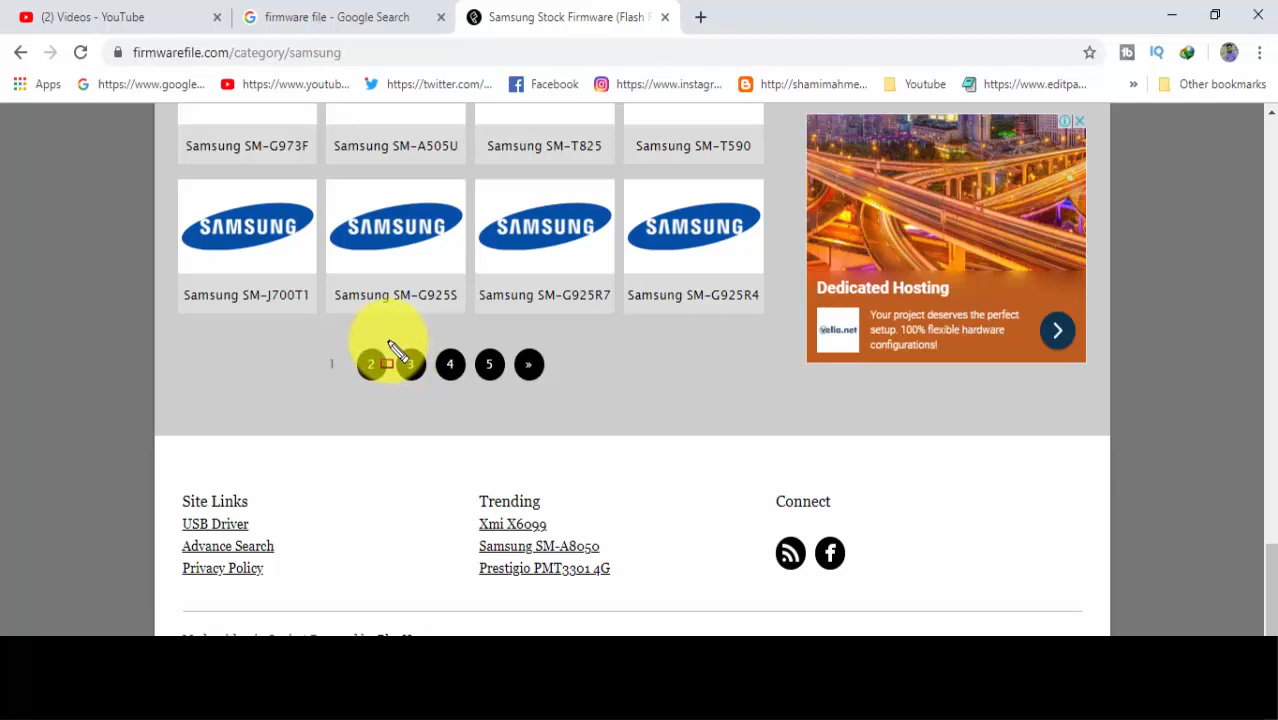 (2) Videos - YouTube
firmware file - Google Search
Samsung Stock Firmware (Flash F
firmwarefile.com/category/samsung
Apps
https://www.google...
https://www.youtub...
https://twitter.com/...
Facebook
https://www.instag...
http://shamimahme...
Youtube
https://www.editpa...
»
Other bookmarks
Samsung SM-G973F
Samsung SM-A505U
Samsung SM-T825
Samsung SM-T590
SAMSUNG
SAMSUNG
SAMSUNG
SAMSUNG
Samsung SM-J700T1
Samsung SM-G925S
Samsung SM-G925R7
Samsung SM-G925R4
Dedicated Hosting
velia.net
Your project deserves the perfect
setup. 100% flexible hardware
configurations!
1 2 3 4 5 »
Site Links
USB Driver
Advance Search
Privacy Policy
Trending
Xmi X6099
Samsung SM-A8050
Prestigio PMT3301 4G
Connect